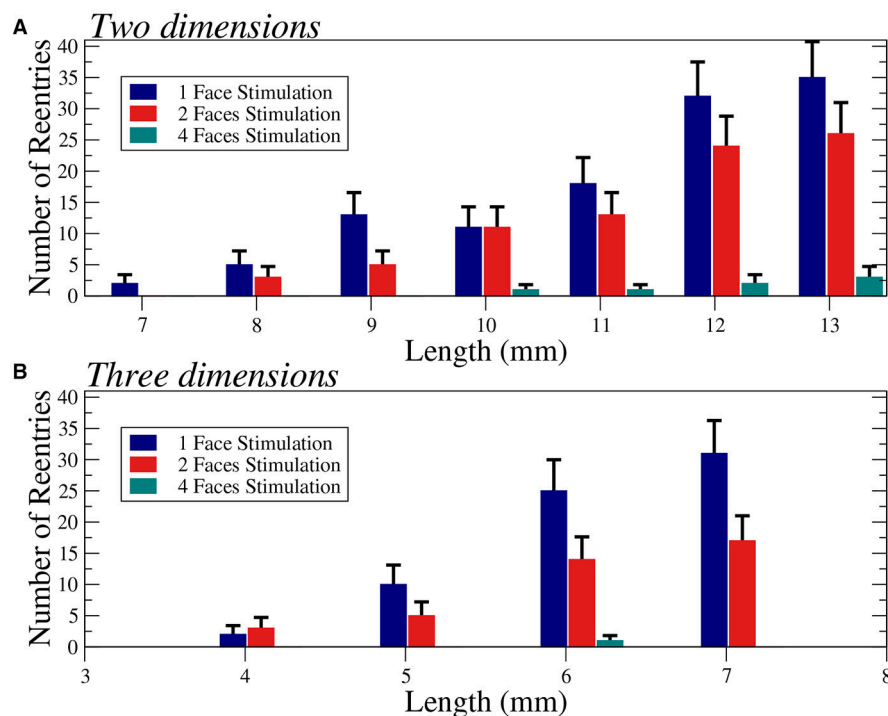 A
Two dimensions
Number of Reentries
40
35
30
25
20
15
10
5
0
1 Face Stimulation
2 Faces Stimulation
4 Faces Stimulation
7 8 9 10 11 12 13
Length (mm)
B
Three dimensions
Number of Reentries
40
35
30
25
20
15
10
5
0
1 Face Stimulation
2 Faces Stimulation
4 Faces Stimulation
3 4 5 6 7 8
Length (mm)